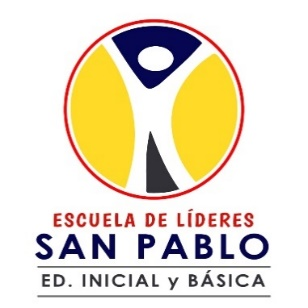 ESCUELA DE LÍDERES
SAN PABLO
ED. INICIAL y BÁSICA